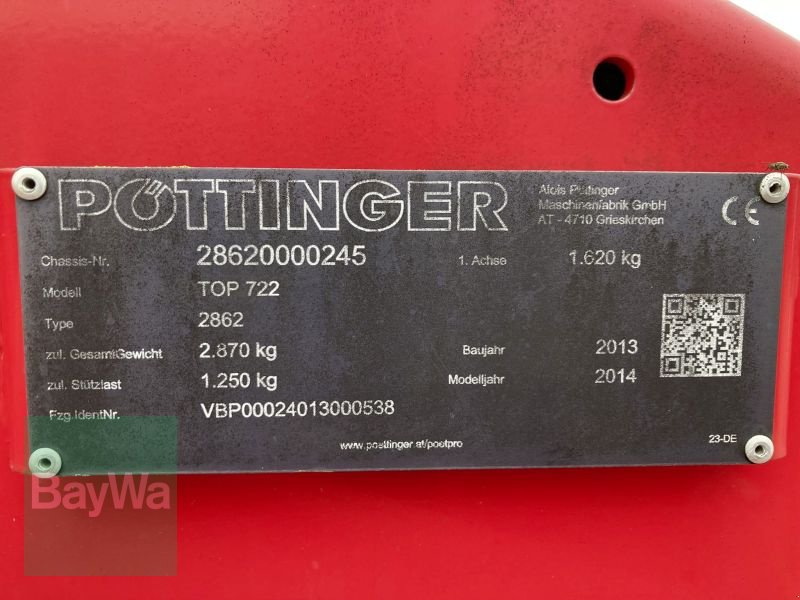 PÖTTINGER
Alois Pöttinger
Maschinenfabrik GmbH
AT - 4710 Grieskirchen
CE
Chassis-Nr. 28620000245 1. Achse 1.620 kg
Modell TOP 722
Type 2862
zul. GesamtGewicht 2.870 kg Baujahr 2013
zul. Stützlast 1.250 kg Modelljahr 2014
Fzg.IdentNr. VBP00024013000538
www.poettinger.at/poetpro
23-DE
BayWa